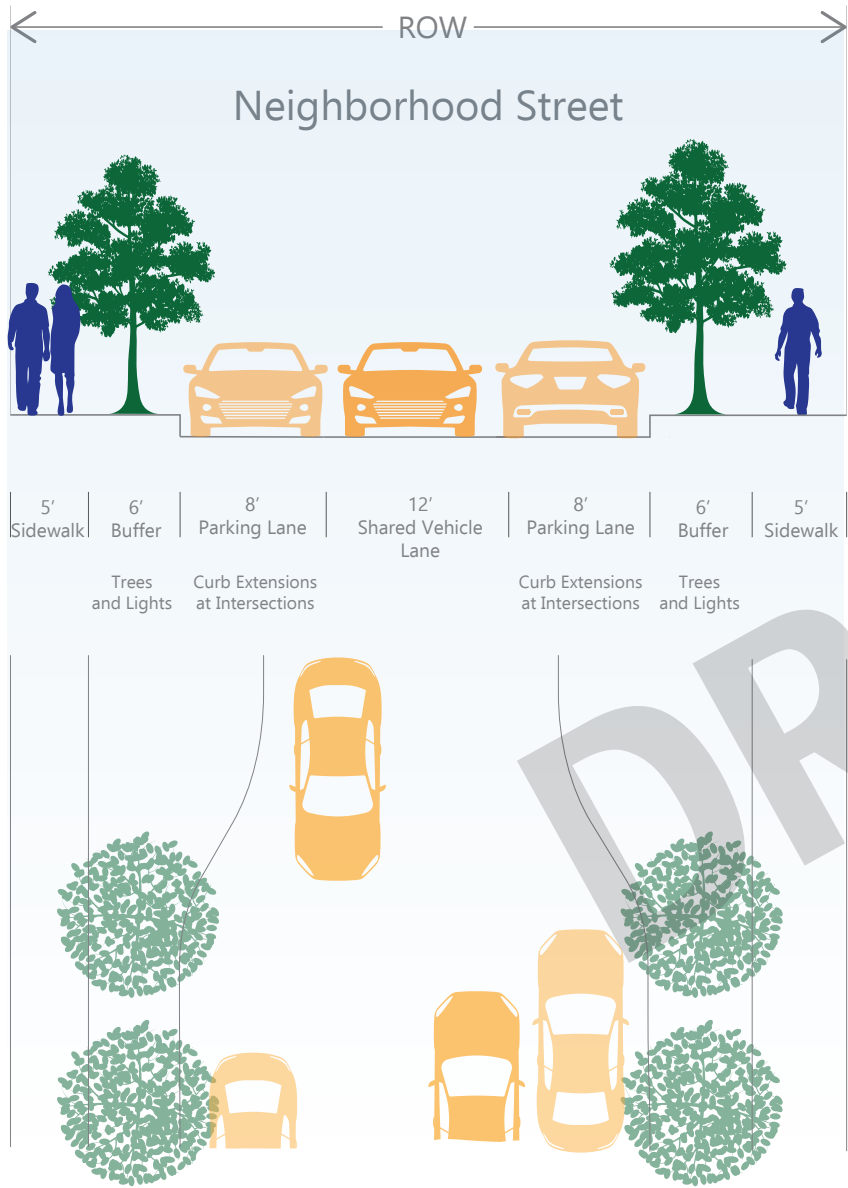 ROW
Neighborhood Street
5′ 6′ 8′ 12′ 8′ 6′ 5′
Sidewalk Buffer Parking Lane Shared Vehicle Parking Lane Buffer Sidewalk
Lane
Trees Curb Extensions Curb Extensions Trees
and Lights at Intersections at Intersections and Lights
DR